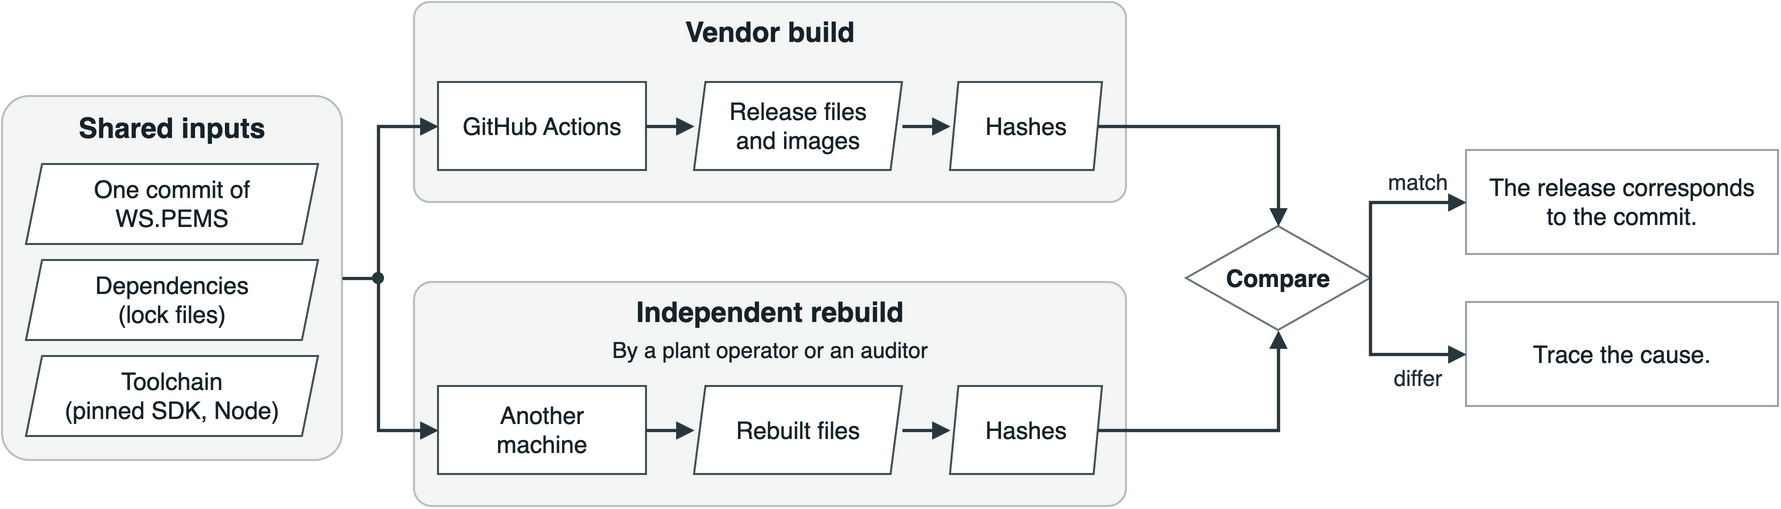 Shared inputs
One commit of
WS.PEMS
Dependencies
(lock files)
Toolchain
(pinned SDK, Node)
Vendor build
GitHub Actions
Release files
and images
Hashes
Independent rebuild
By a plant operator or an auditor
Another
machine
Rebuilt files
Hashes
Compare
match
The release corresponds
to the commit.
differ
Trace the cause.